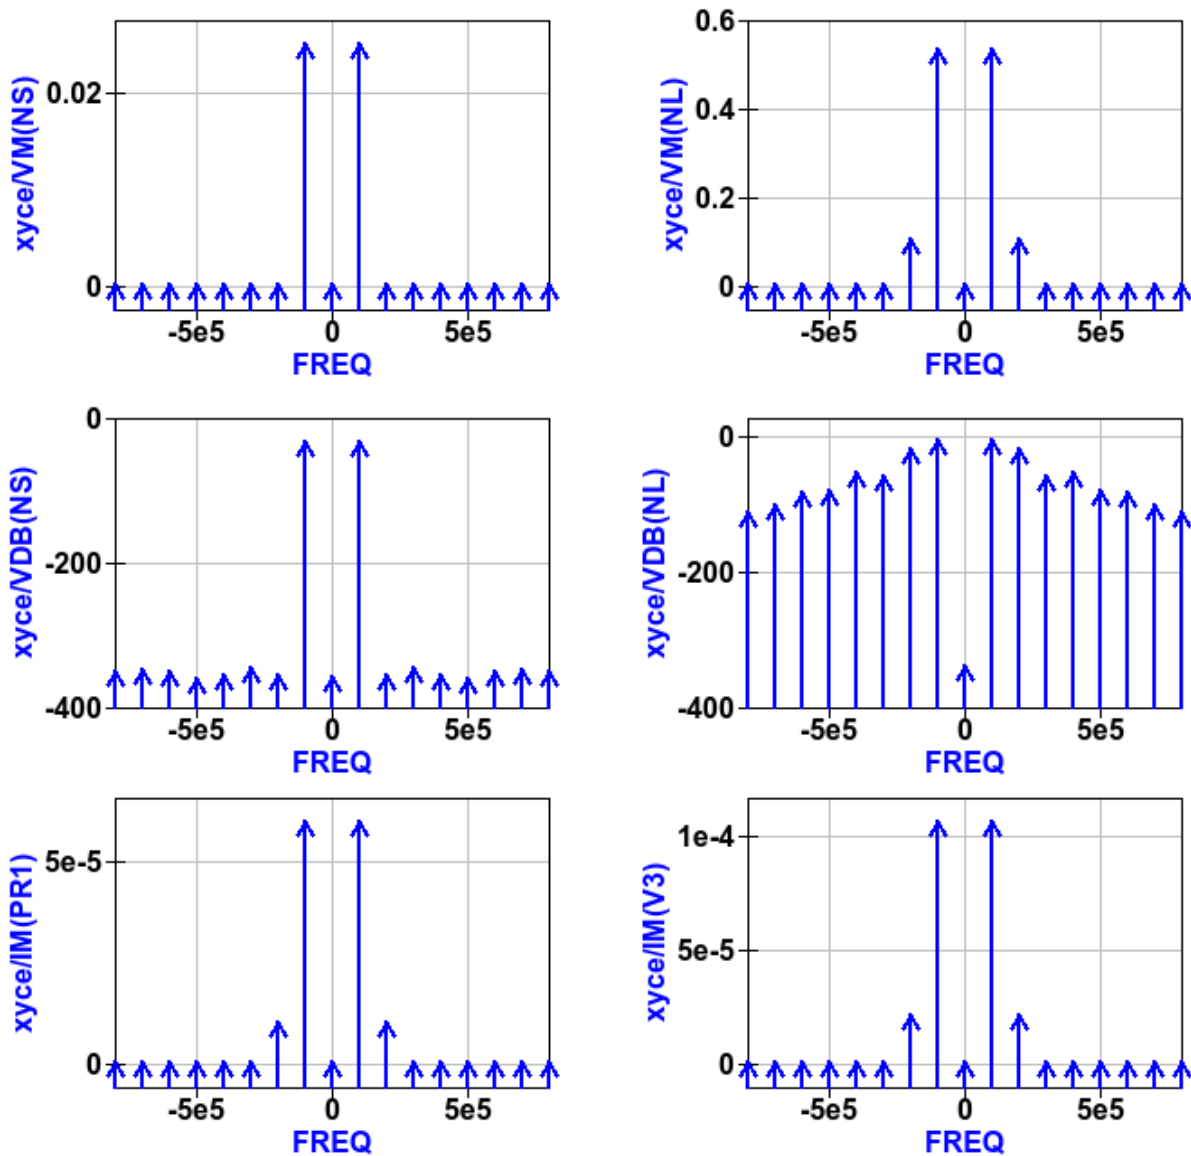 xyce/VM(NS)
0.02
0
-5e5 0 5e5
FREQ
xyce/VM(NL)
0.6
0.4
0.2
0
-5e5 0 5e5
FREQ
xyce/VDB(NS)
0
-200
-400
-5e5 0 5e5
FREQ
xyce/VDB(NL)
0
-200
-400
-5e5 0 5e5
FREQ
xyce/IM(PR1)
5e-5
0
-5e5 0 5e5
FREQ
xyce/IM(V3)
1e-4
5e-5
0
-5e5 0 5e5
FREQ